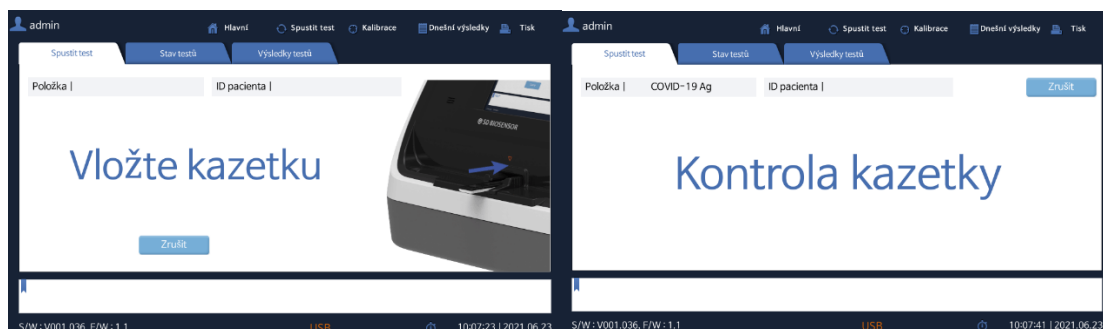 admin
Hlavní
Spustit test
Kalibrace
Dnešní výsledky
Tisk
Spustit test
Stav testů
Výsledky testů
Položka |
ID pacienta |
Vložte kazetku
SD BIOSENSOR
Zrušit
S/W : V001.036, F/W : 1.1
USB
10:07:23 | 2021.06.23
admin
Hlavní
Spustit test
Kalibrace
Dnešní výsledky
Tisk
Spustit test
Stav testů
Výsledky testů
Položka | COVID-19 Ag
ID pacienta |
Zrušit
Kontrola kazetky
S/W : V001.036, F/W : 1.1
USB
10:07:41 | 2021.06.23